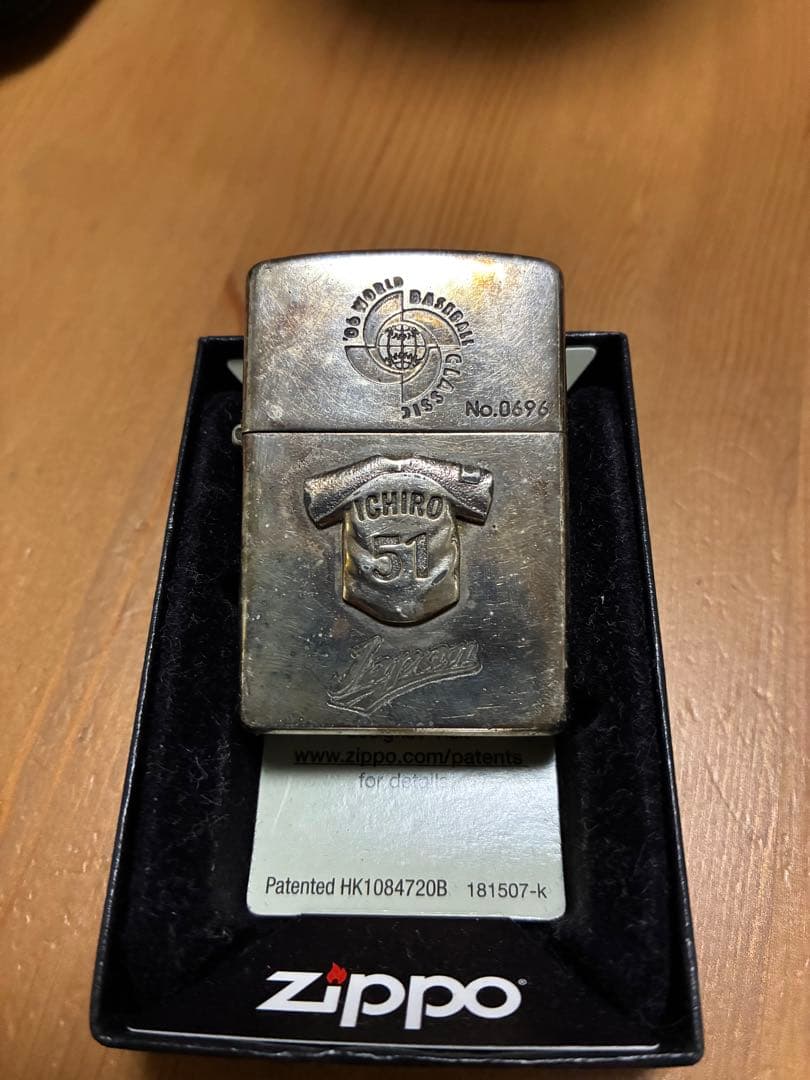 '06 WORLD BASEBALL CLASSIC
No.0696
ICHIRO
51
Japan
www.zippo.com/patents
for details
Patented HK1084720B 181507-k
zippo®